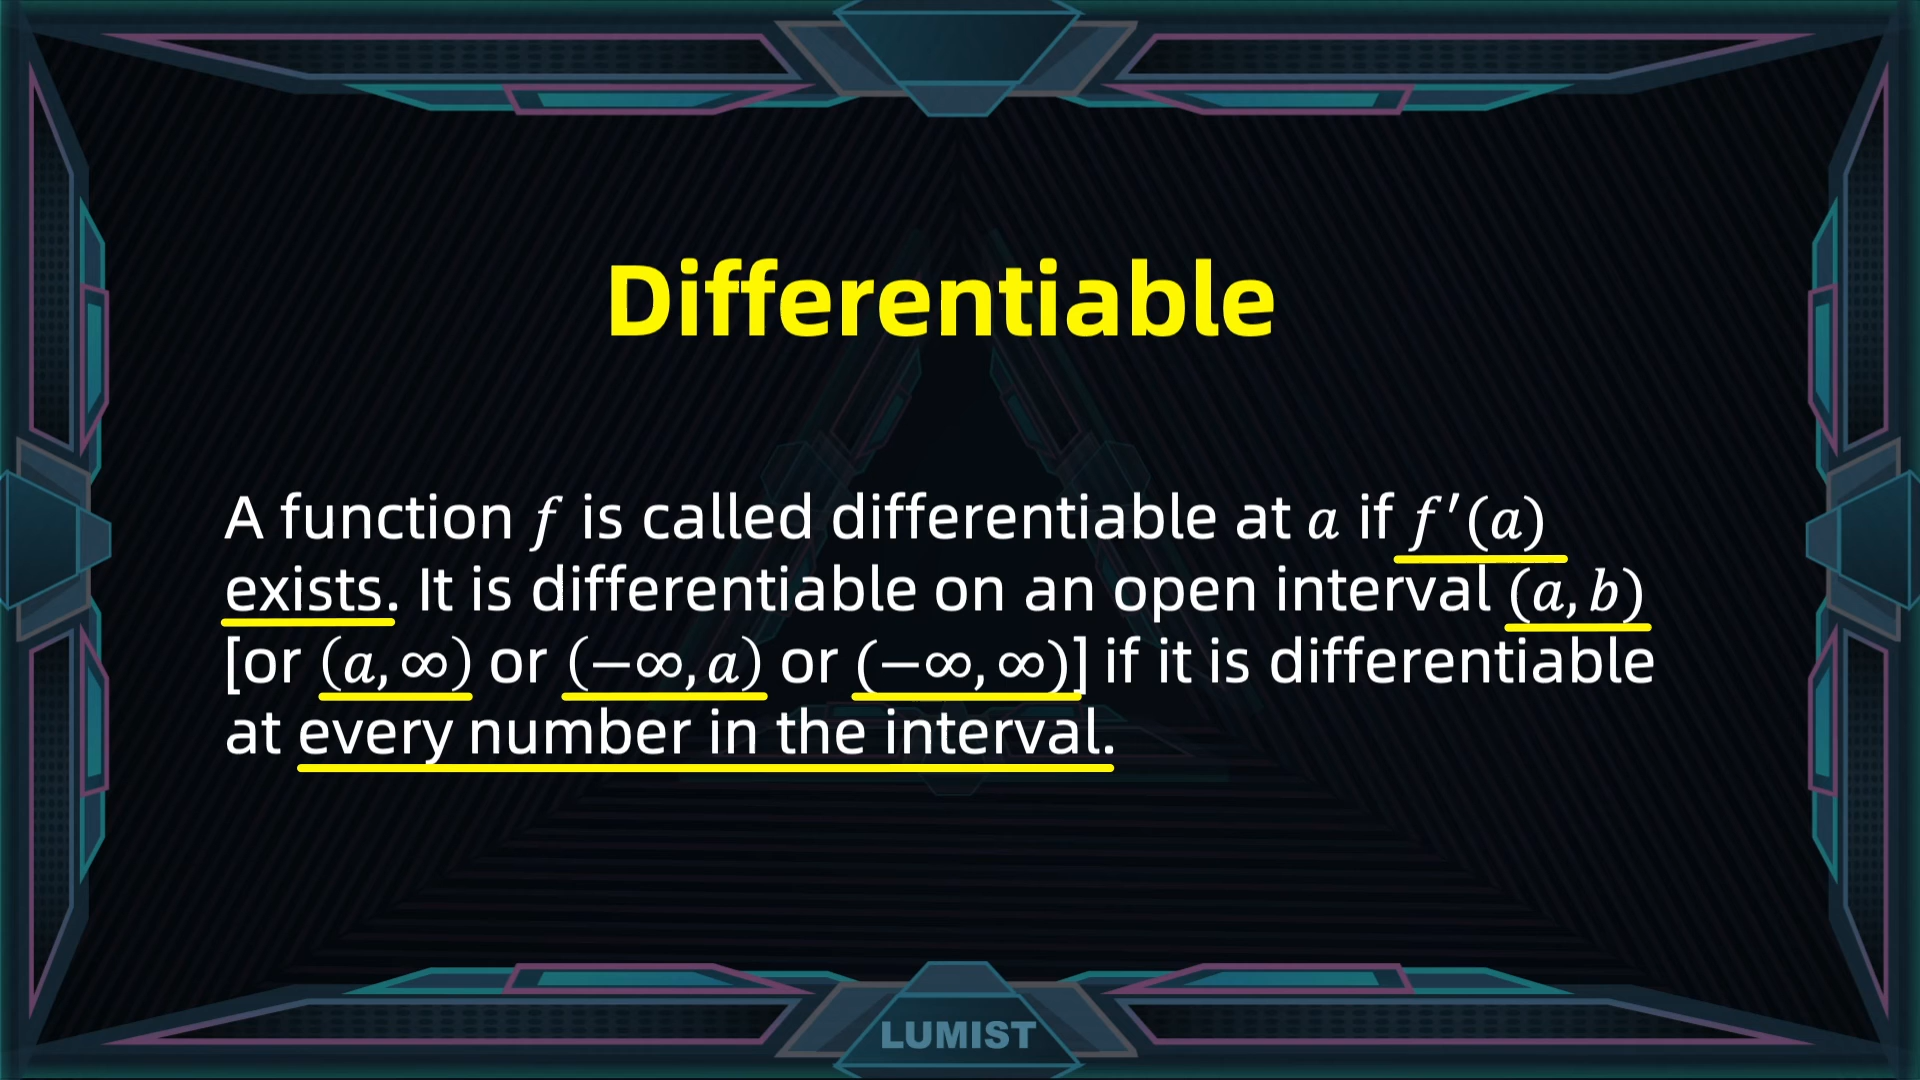 Differentiable
A function f is called differentiable at a if f′(a)
exists. It is differentiable on an open interval (a, b)
[or (a, ∞) or (−∞, a) or (−∞, ∞)] if it is differentiable
at every number in the interval.
LUMIST